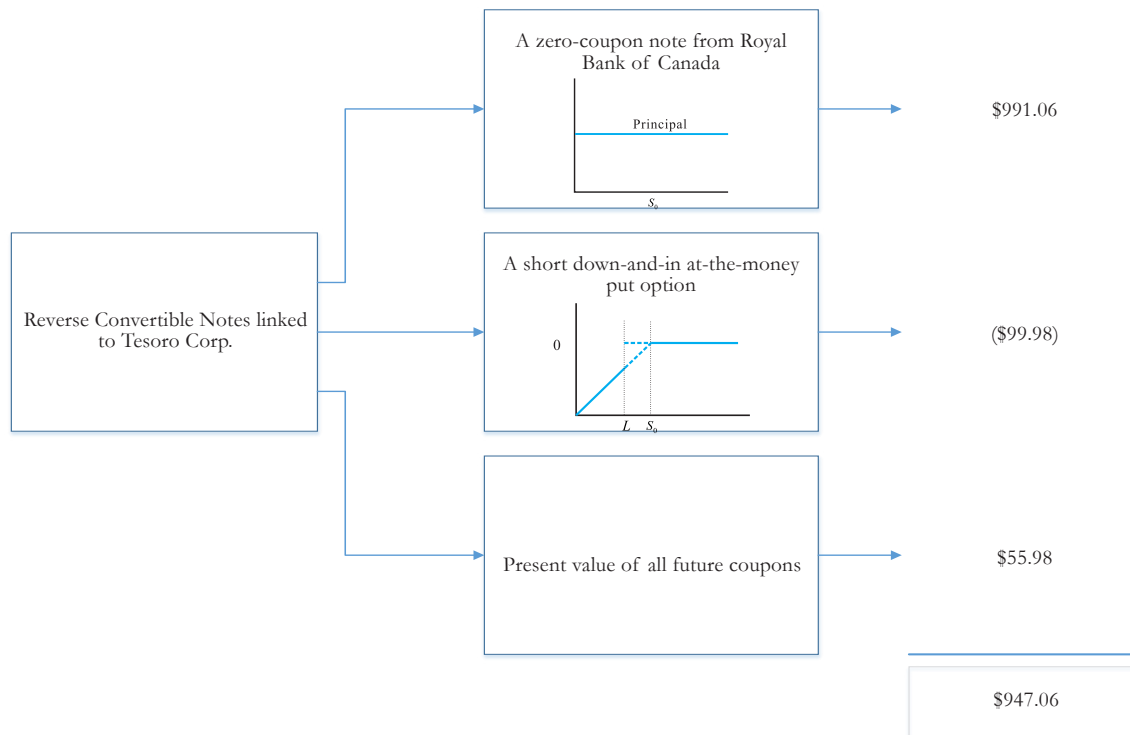 A zero-coupon note from Royal
Bank of Canada
Principal
S₀
$991.06
Reverse Convertible Notes linked
to Tesoro Corp.
A short down-and-in at-the-money
put option
0
L S₀
($99.98)
Present value of all future coupons
$55.98
$947.06